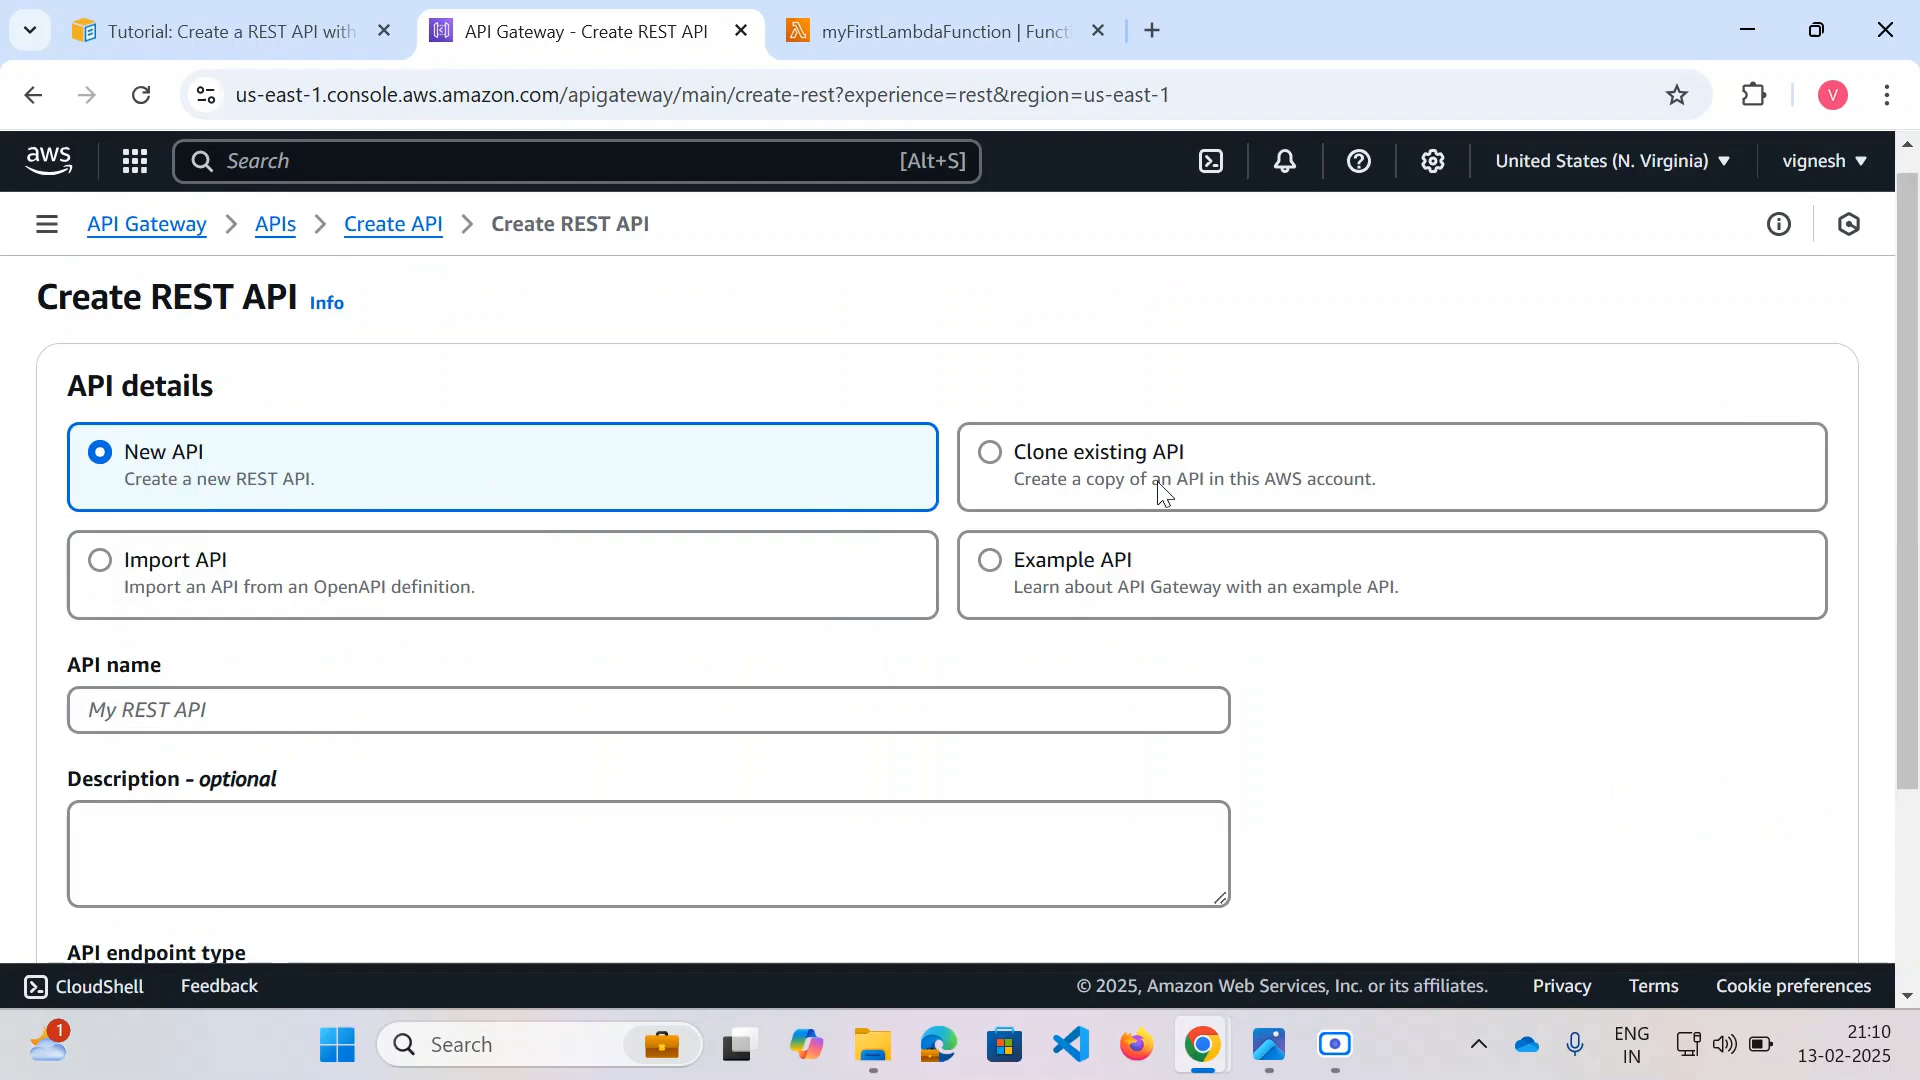 Tutorial: Create a REST API with
API Gateway - Create REST API
myFirstLambdaFunction | Functi
us-east-1.console.aws.amazon.com/apigateway/main/create-rest?experience=rest&region=us-east-1
V
aws
Search
[Alt+S]
United States (N. Virginia)
vignesh
API Gateway
APIs
Create API
Create REST API
Create REST API
Info
API details
New API
Create a new REST API.
Clone existing API
Create a copy of an API in this AWS account.
Import API
Import an API from an OpenAPI definition.
Example API
Learn about API Gateway with an example API.
API name
My REST API
Description - optional
API endpoint type
CloudShell
Feedback
© 2025, Amazon Web Services, Inc. or its affiliates.
Privacy
Terms
Cookie preferences
1
Search
ENG
IN
21:10
13-02-2025